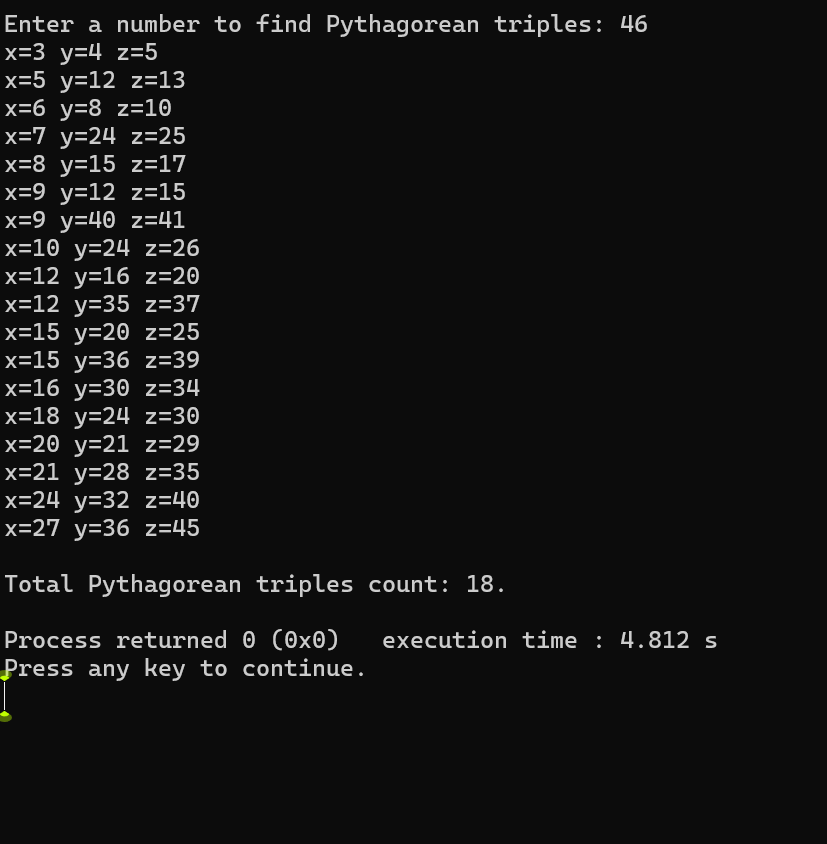 Enter a number to find Pythagorean triples: 46
x=3 y=4 z=5
x=5 y=12 z=13
x=6 y=8 z=10
x=7 y=24 z=25
x=8 y=15 z=17
x=9 y=12 z=15
x=9 y=40 z=41
x=10 y=24 z=26
x=12 y=16 z=20
x=12 y=35 z=37
x=15 y=20 z=25
x=15 y=36 z=39
x=16 y=30 z=34
x=18 y=24 z=30
x=20 y=21 z=29
x=21 y=28 z=35
x=24 y=32 z=40
x=27 y=36 z=45
Total Pythagorean triples count: 18.
Process returned 0 (0x0)   execution time : 4.812 s
Press any key to continue.